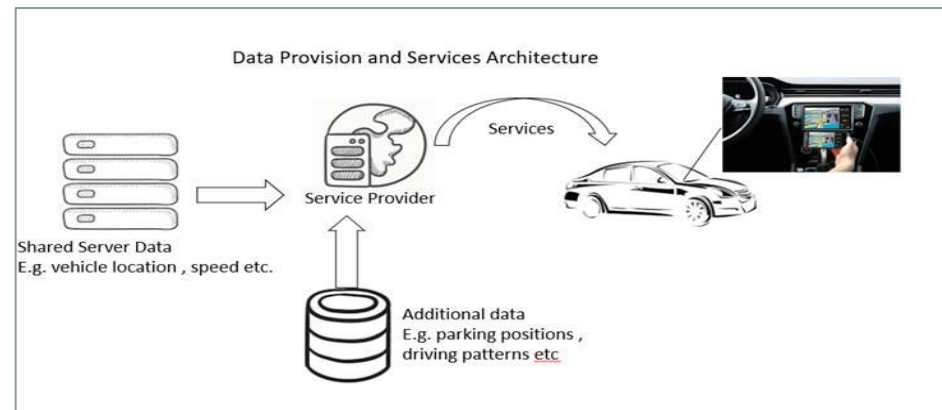 Data Provision and Services Architecture
Services
Service Provider
Shared Server Data
E.g. vehicle location , speed etc.
Additional data
E.g. parking positions ,
driving patterns etc